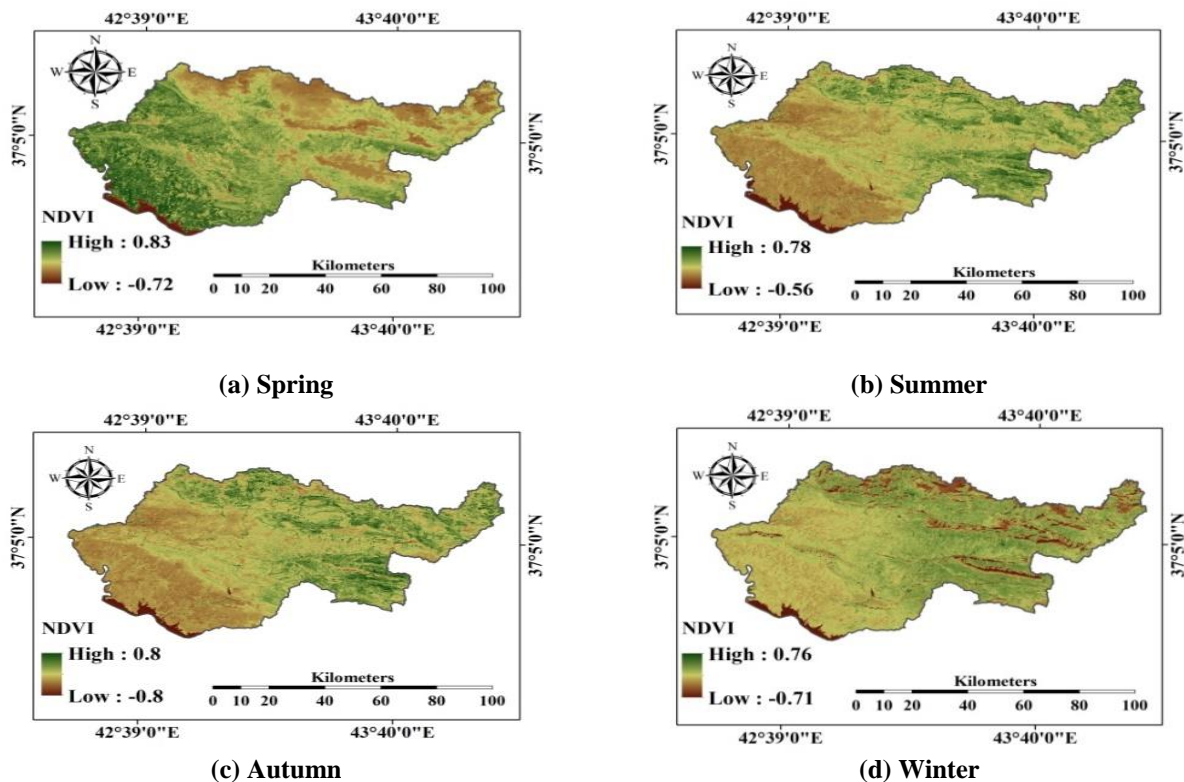 42°39'0"E 43°40'0"E
N
W E
S
37°5'0"N 37°5'0"N
NDVI
High : 0.83
Low : -0.72
Kilometers
0 10 20 40 60 80 100
42°39'0"E 43°40'0"E
(a) Spring
42°39'0"E 43°40'0"E
N
W E
S
37°5'0"N 37°5'0"N
NDVI
High : 0.78
Low : -0.56
Kilometers
0 10 20 40 60 80 100
42°39'0"E 43°40'0"E
(b) Summer
42°39'0"E 43°40'0"E
N
W E
S
37°5'0"N 37°5'0"N
NDVI
High : 0.8
Low : -0.8
Kilometers
0 10 20 40 60 80 100
42°39'0"E 43°40'0"E
(c) Autumn
42°39'0"E 43°40'0"E
N
W E
S
37°5'0"N 37°5'0"N
NDVI
High : 0.76
Low : -0.71
Kilometers
0 10 20 40 60 80 100
42°39'0"E 43°40'0"E
(d) Winter